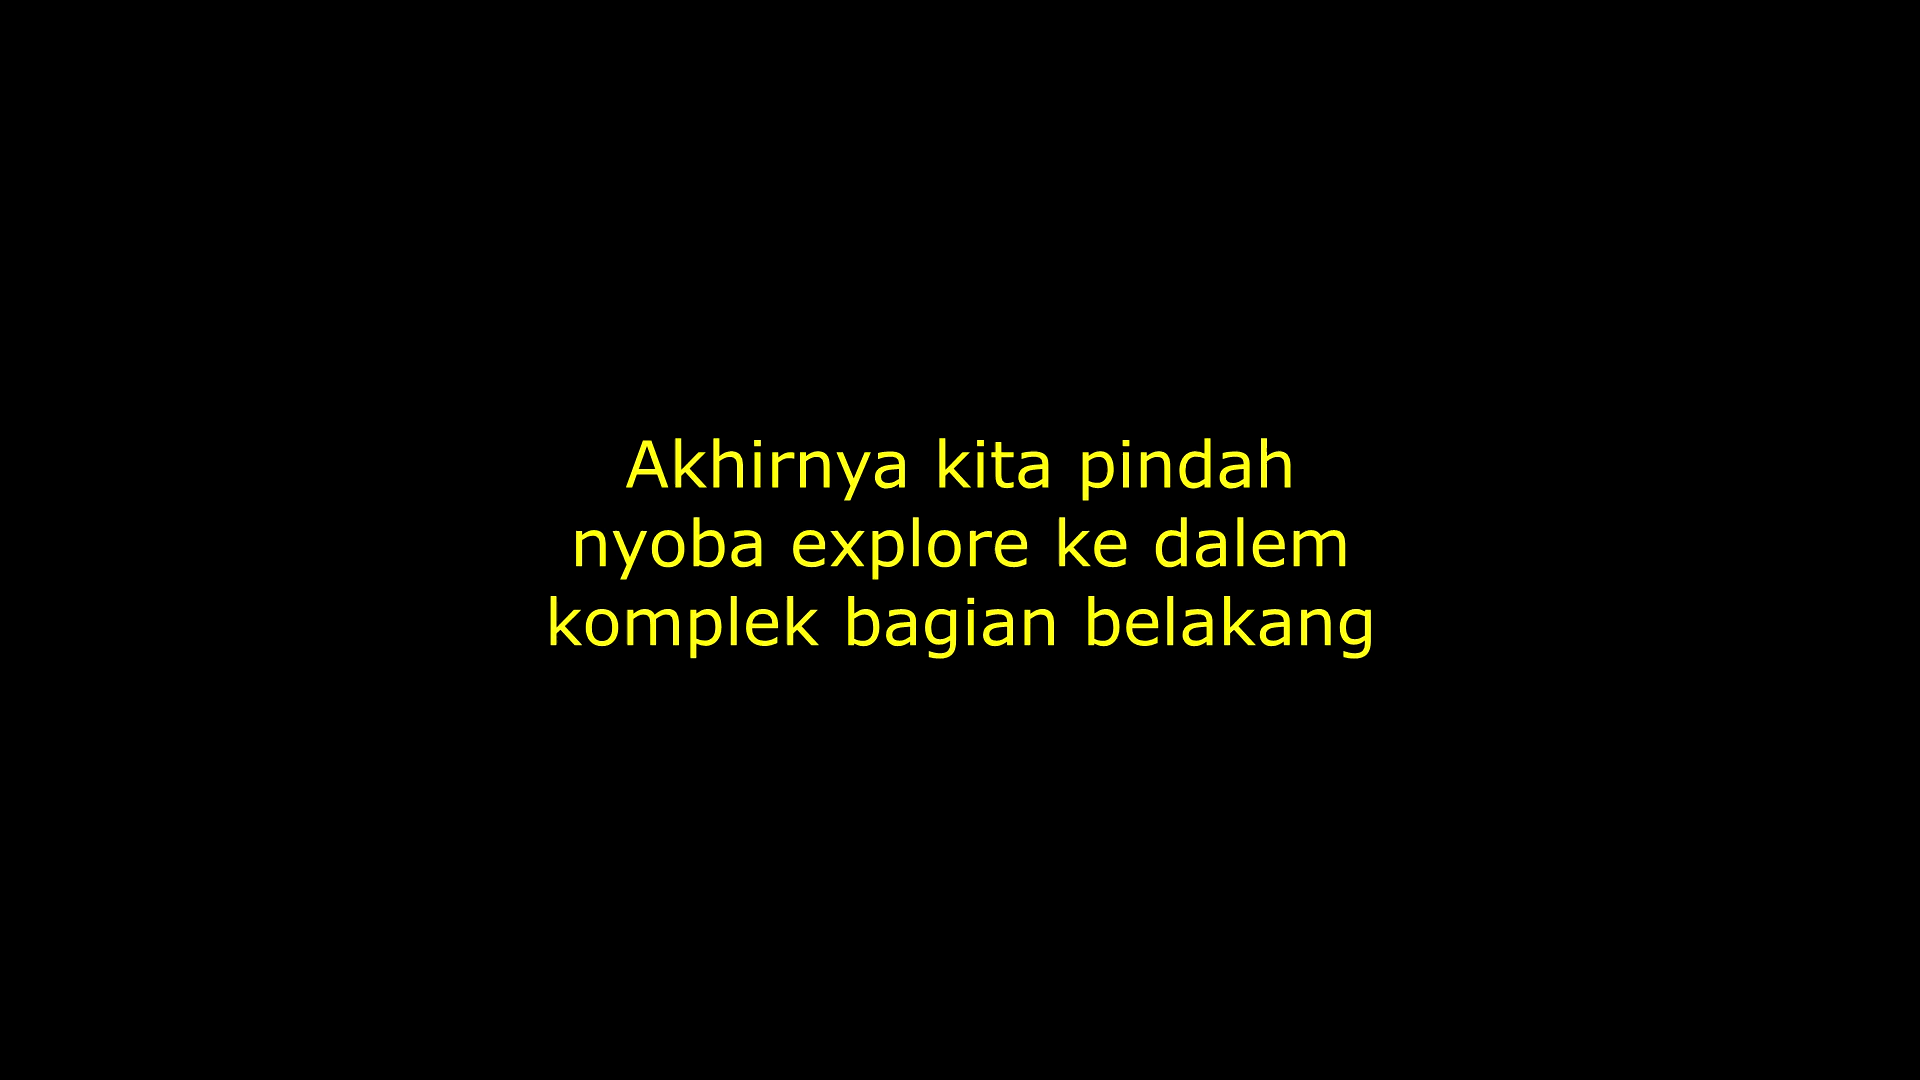 Akhirnya kita pindah
nyoba explore ke dalem
komplek bagian belakang